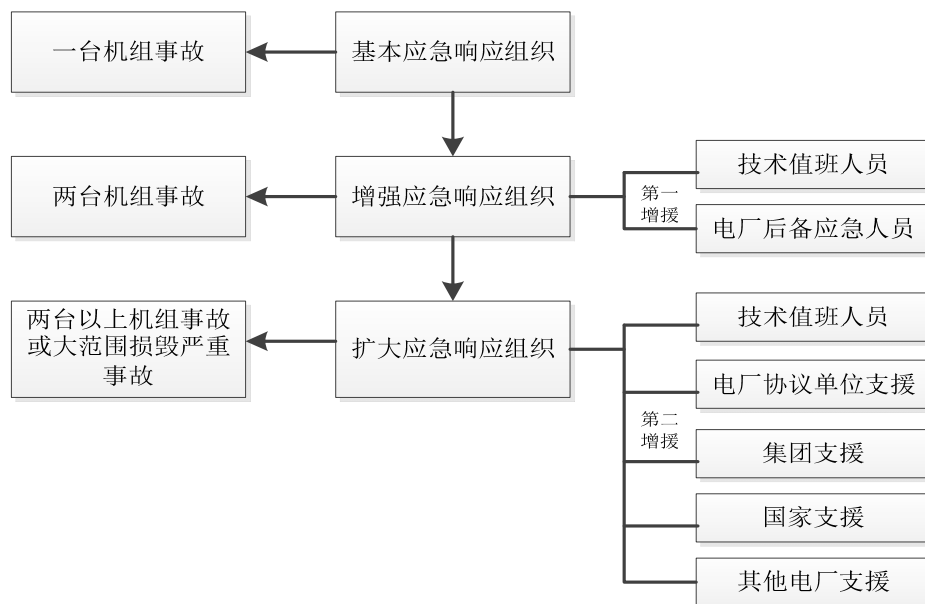 一台机组事故
基本应急响应组织
两台机组事故
增强应急响应组织
第一
增援
技术值班人员
电厂后备应急人员
两台以上机组事故
或大范围损毁严重
事故
扩大应急响应组织
第二
增援
技术值班人员
电厂协议单位支援
集团支援
国家支援
其他电厂支援